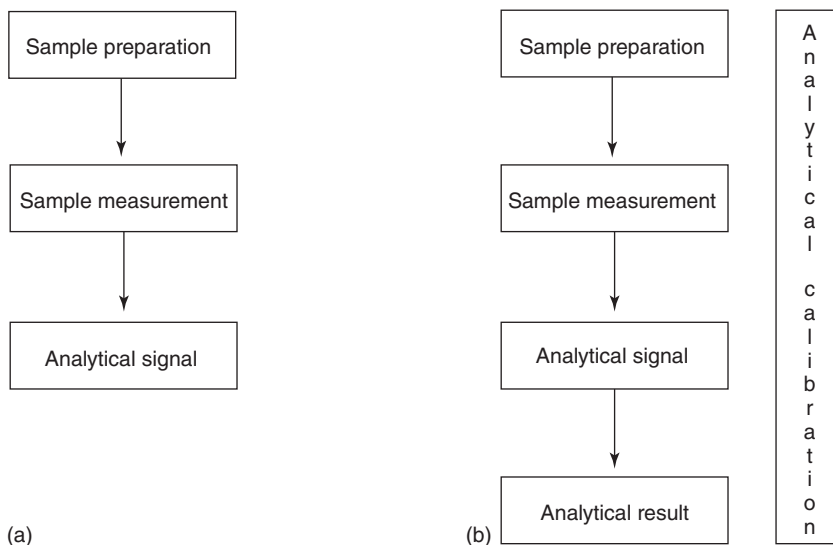 Sample preparation
Sample measurement
Analytical signal
(a)
Sample preparation
Sample measurement
Analytical signal
Analytical result
(b)
Analytical calibration